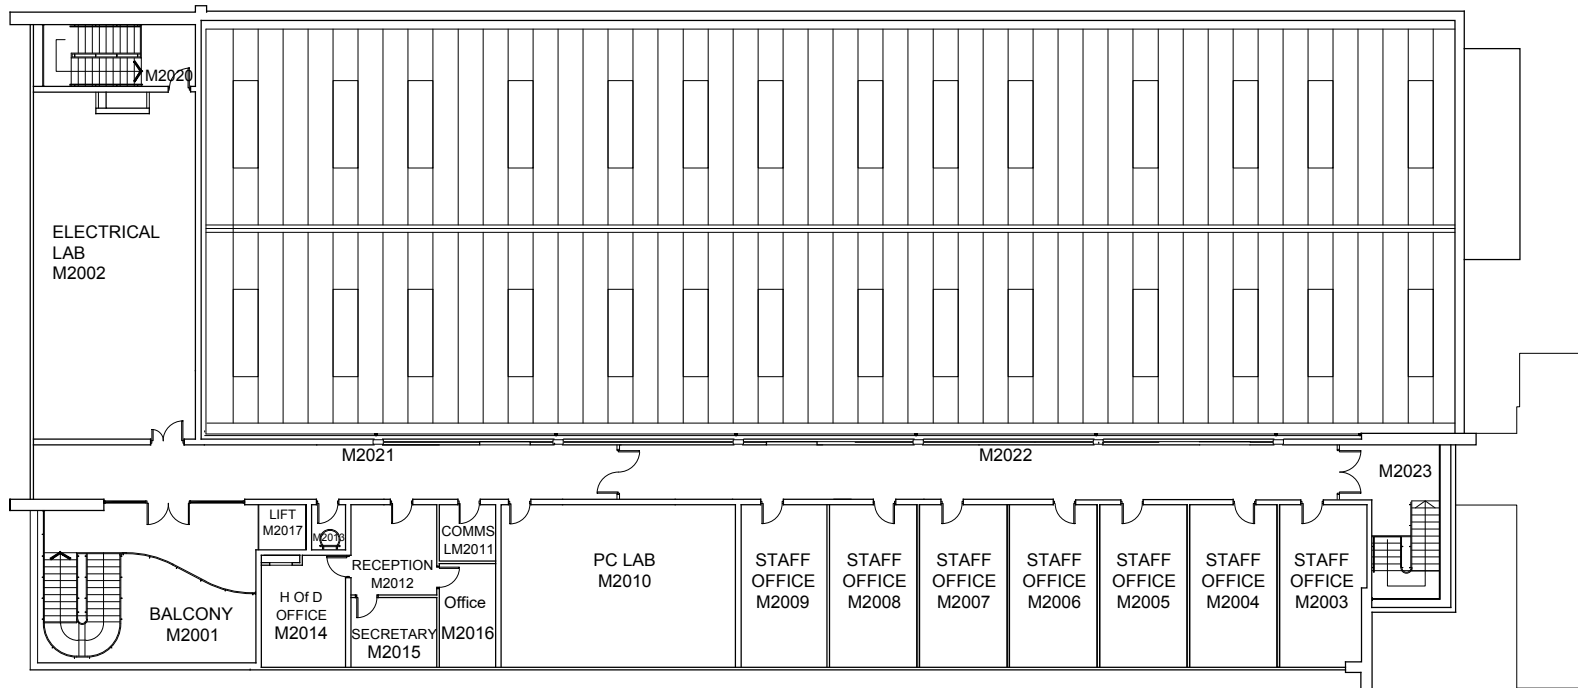 M2020
ELECTRICAL
LAB
M2002
M2021
M2022
M2023
LIFT
M2017
M2013
COMMS
LM2011
RECEPTION
M2012
PC LAB
M2010
STAFF
OFFICE
M2009
STAFF
OFFICE
M2008
STAFF
OFFICE
M2007
STAFF
OFFICE
M2006
STAFF
OFFICE
M2005
STAFF
OFFICE
M2004
STAFF
OFFICE
M2003
BALCONY
M2001
H Of D
OFFICE
M2014
SECRETARY
M2015
Office
M2016